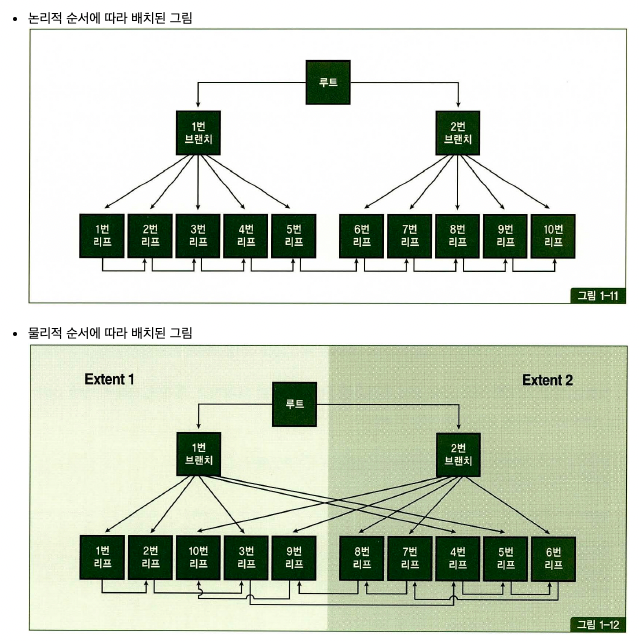 • 논리적 순서에 따라 배치된 그림
루트
1번
브랜치
2번
브랜치
1번
리프
2번
리프
3번
리프
4번
리프
5번
리프
6번
리프
7번
리프
8번
리프
9번
리프
10번
리프
그림 1-11
• 물리적 순서에 따라 배치된 그림
Extent 1
Extent 2
루트
1번
브랜치
2번
브랜치
1번
리프
2번
리프
10번
리프
3번
리프
9번
리프
8번
리프
7번
리프
4번
리프
5번
리프
6번
리프
그림 1-12